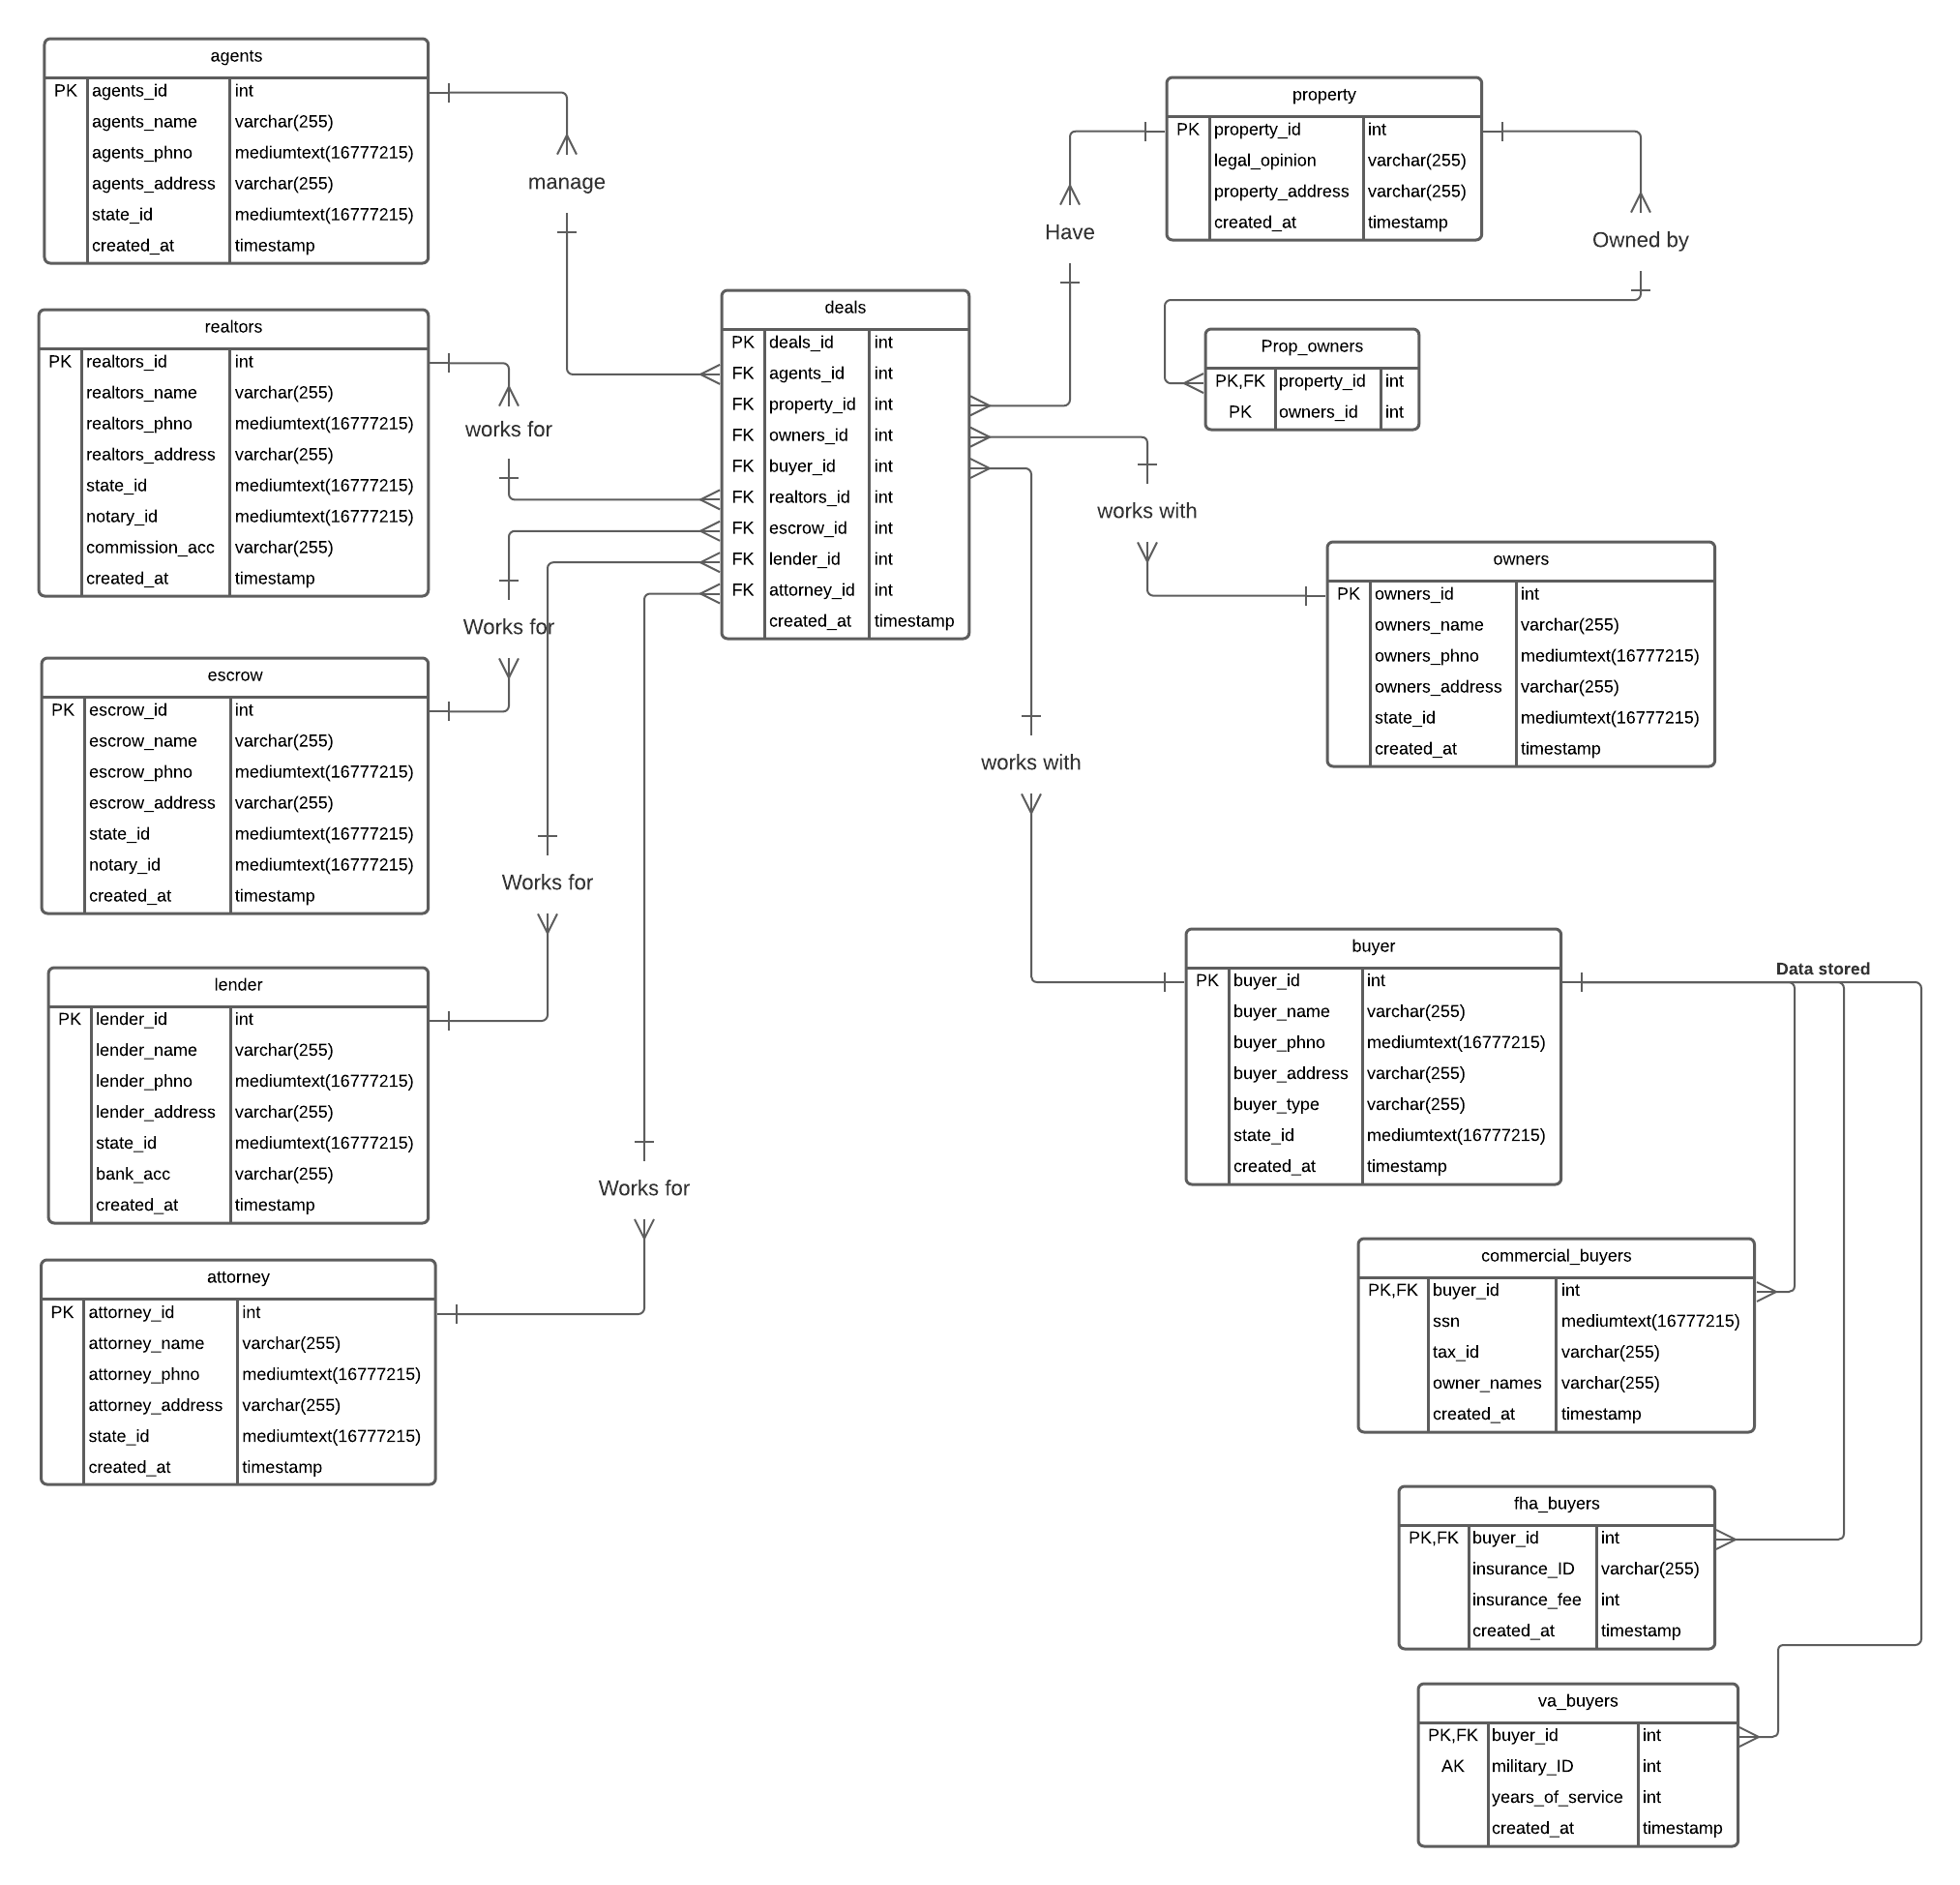 agents
PK agents_id int
agents_name varchar(255)
agents_phno mediumtext(16777215)
agents_address varchar(255)
state_id mediumtext(16777215)
created_at timestamp
manage
realtors
PK realtors_id int
realtors_name varchar(255)
realtors_phno mediumtext(16777215)
realtors_address varchar(255)
state_id mediumtext(16777215)
notary_id mediumtext(16777215)
commission_acc varchar(255)
created_at timestamp
works for
escrow
PK escrow_id int
escrow_name varchar(255)
escrow_phno mediumtext(16777215)
escrow_address varchar(255)
state_id mediumtext(16777215)
notary_id mediumtext(16777215)
created_at timestamp
Works for
lender
PK lender_id int
lender_name varchar(255)
lender_phno mediumtext(16777215)
lender_address varchar(255)
state_id mediumtext(16777215)
bank_acc varchar(255)
created_at timestamp
Works for
attorney
PK attorney_id int
attorney_name varchar(255)
attorney_phno mediumtext(16777215)
attorney_address varchar(255)
state_id mediumtext(16777215)
created_at timestamp
Works for
deals
PK deals_id int
FK agents_id int
FK property_id int
FK owners_id int
FK buyer_id int
FK realtors_id int
FK escrow_id int
FK lender_id int
FK attorney_id int
created_at timestamp
Have
property
PK property_id int
legal_opinion varchar(255)
property_address varchar(255)
created_at timestamp
Owned by
Prop_owners
PK,FK property_id int
PK owners_id int
works with
owners
PK owners_id int
owners_name varchar(255)
owners_phno mediumtext(16777215)
owners_address varchar(255)
state_id mediumtext(16777215)
created_at timestamp
works with
buyer
PK buyer_id int
buyer_name varchar(255)
buyer_phno mediumtext(16777215)
buyer_address varchar(255)
buyer_type varchar(255)
state_id mediumtext(16777215)
created_at timestamp
Data stored
commercial_buyers
PK,FK buyer_id int
ssn mediumtext(16777215)
tax_id varchar(255)
owner_names varchar(255)
created_at timestamp
fha_buyers
PK,FK buyer_id int
insurance_ID varchar(255)
insurance_fee int
created_at timestamp
va_buyers
PK,FK buyer_id int
AK military_ID int
years_of_service int
created_at timestamp